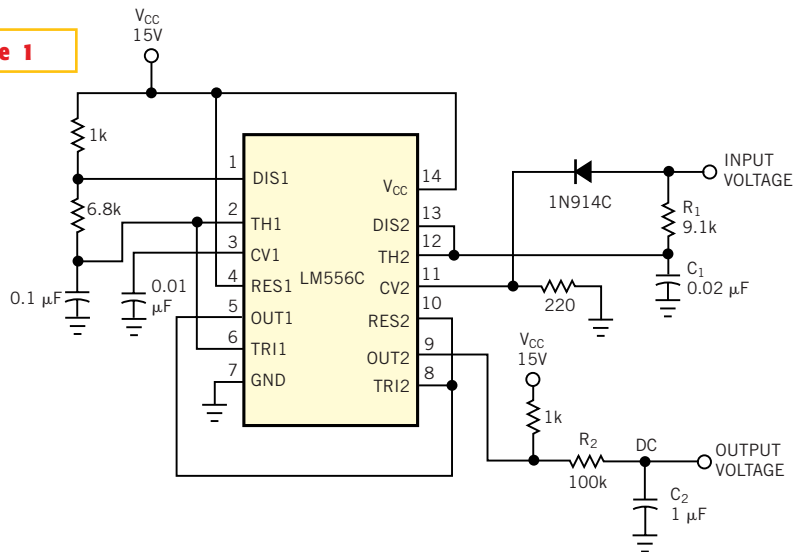 e 1
V_CC
15V
1k
6.8k
0.1 μF
0.01
μF
1
2
3
4
5
6
7
DIS1
TH1
CV1
RES1
OUT1
TRI1
GND
LM556C
V_CC
DIS2
TH2
CV2
RES2
OUT2
TRI2
14
13
12
11
10
9
8
1N914C
INPUT
VOLTAGE
R₁
9.1k
C₁
0.02 μF
220
V_CC
15V
1k
R₂
100k
DC
OUTPUT
VOLTAGE
C₂
1 μF